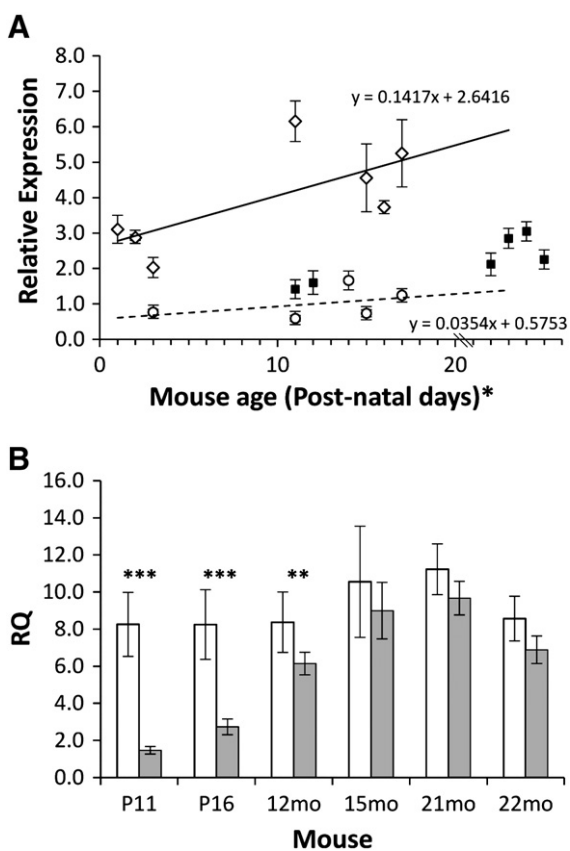 A
8.0
7.0
6.0
5.0
4.0
3.0
2.0
1.0
0.0
Relative Expression
y = 0.1417x + 2.6416
y = 0.0354x + 0.5753
0 10 20
Mouse age (Post-natal days)*
B
16.0
14.0
12.0
10.0
8.0
6.0
4.0
2.0
0.0
RQ
*** *** **
P11 P16 12mo 15mo 21mo 22mo
Mouse